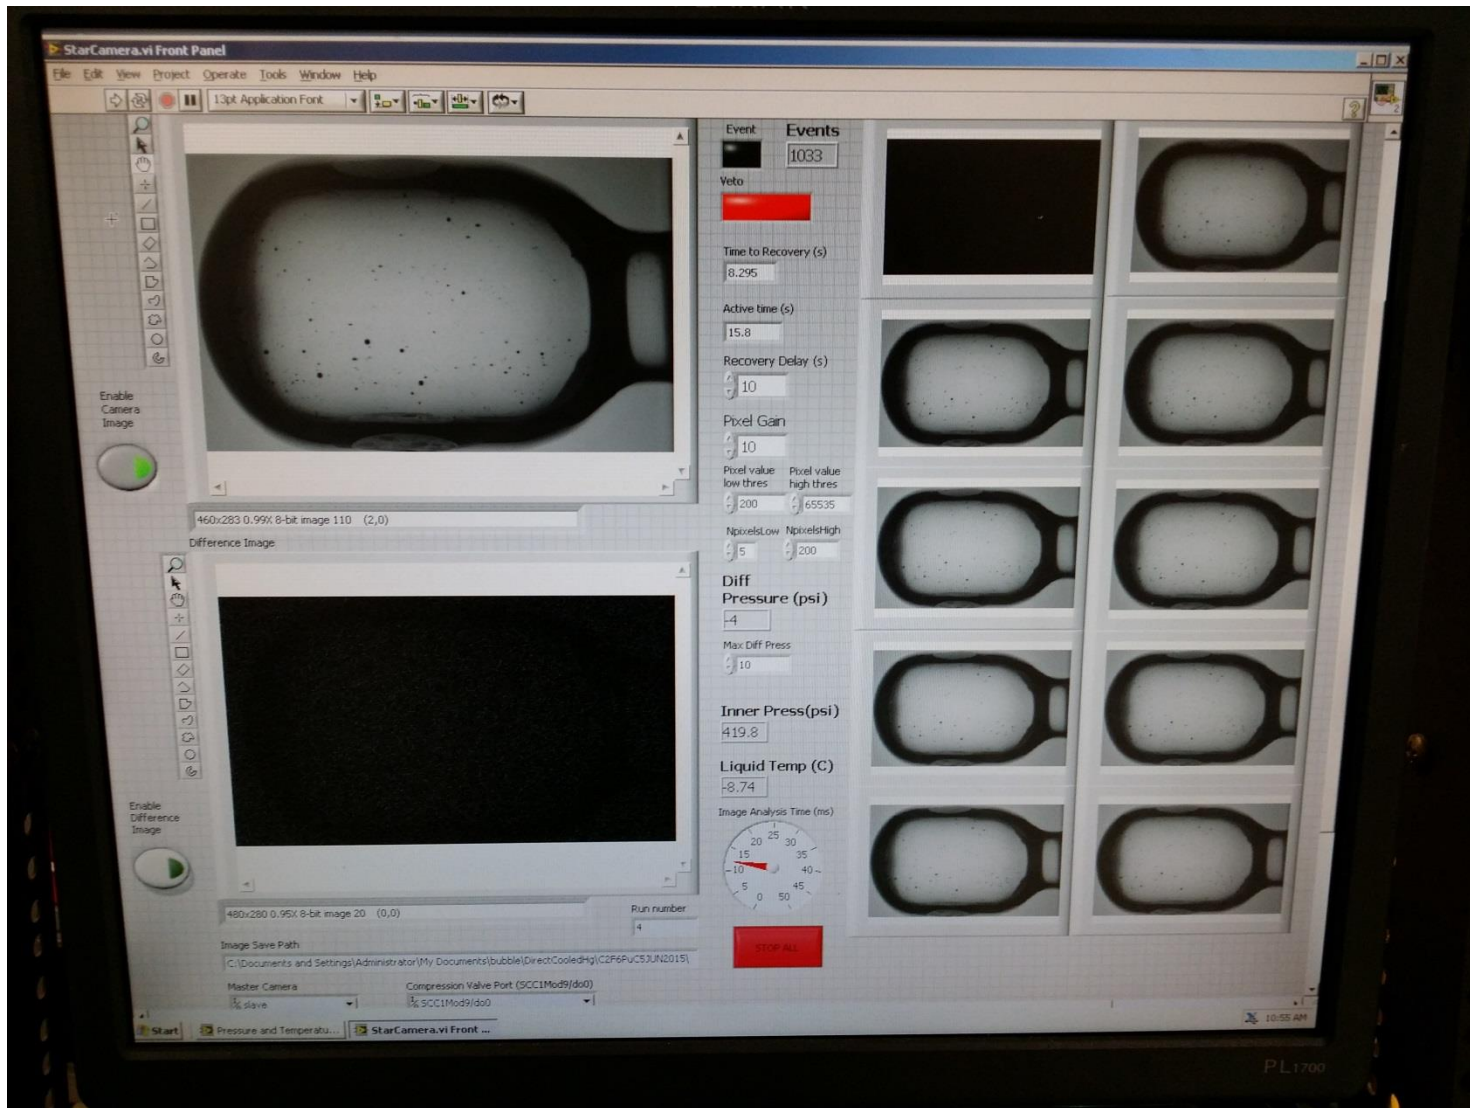 StarCamera.vi Front Panel
File Edit View Project Operate Tools Window Help
13pt Application Font
2
Enable
Camera
Image
460x283 0.99X 8-bit image 110 (2,0)
Difference Image
Enable
Difference
Image
480x280 0.95X 8-bit image 20 (0,0)
Run number
4
Image Save Path
C:\Documents and Settings\Administrator\My Documents\bubble\DirectCooledHg\C2F6PuC5JUN2015\
Master Camera
slave
Compression Valve Port (SCC1Mod9/do0)
SCC1Mod9/do0
Event
Events
1033
Veto
Time to Recovery (s)
8.295
Active time (s)
15.8
Recovery Delay (s)
10
Pixel Gain
10
Pixel value
low thres
200
Pixel value
high thres
65535
NpixelsLow
5
NpixelsHigh
200
Diff
Pressure (psi)
-4
Max Diff Press
10
Inner Press(psi)
419.8
Liquid Temp (C)
-8.74
Image Analysis Time (ms)
0 5 10 15 20 25 30 35 40 45 50
STOP ALL
Start
Pressure and Temperatu...
StarCamera.vi Front ...
10:55 AM
PL1700